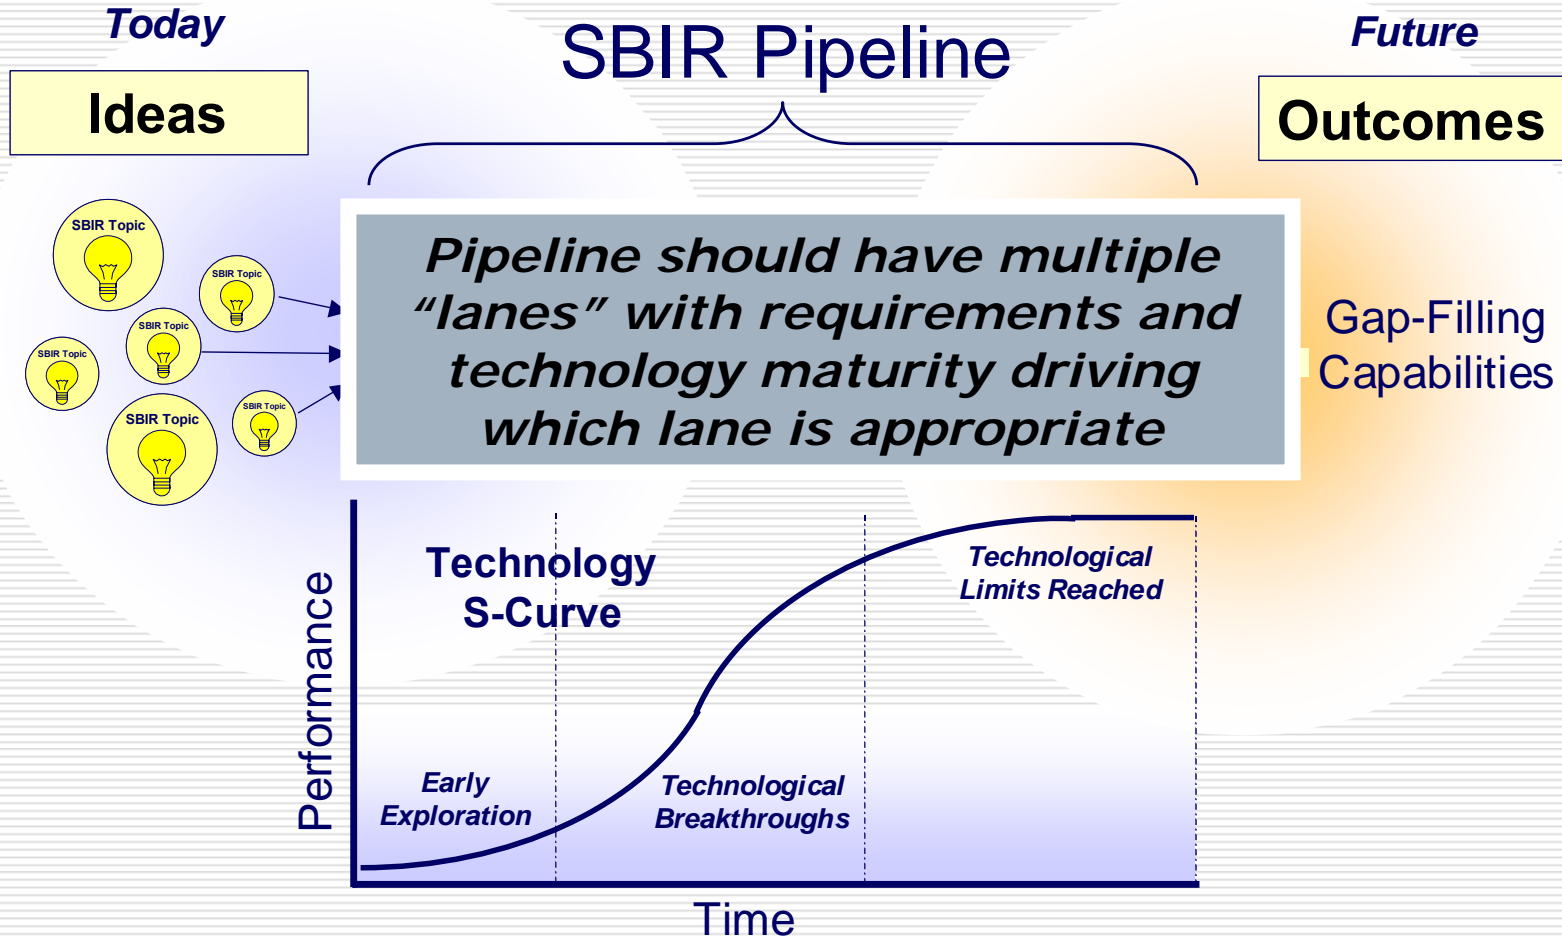 Today
SBIR Pipeline
Future
Ideas
Outcomes
SBIR Topic
SBIR Topic
SBIR Topic
SBIR Topic
SBIR Topic
SBIR Topic
Pipeline should have multiple
“lanes” with requirements and
technology maturity driving
which lane is appropriate
Gap-Filling
Capabilities
Technology
S-Curve
Technological
Limits Reached
Performance
Early
Exploration
Technological
Breakthroughs
Time